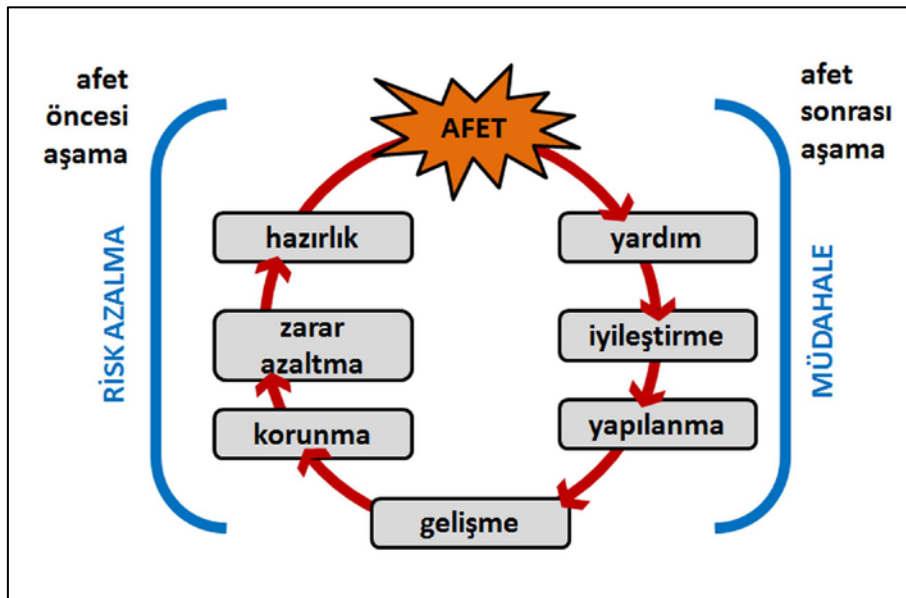 afet
öncesi
aşama
afet
sonrası
aşama
AFET
hazırlık
yardım
zarar
azaltma
iyileştirme
korunma
yapılanma
gelişme
RİSK AZALMA
MÜDAHALE